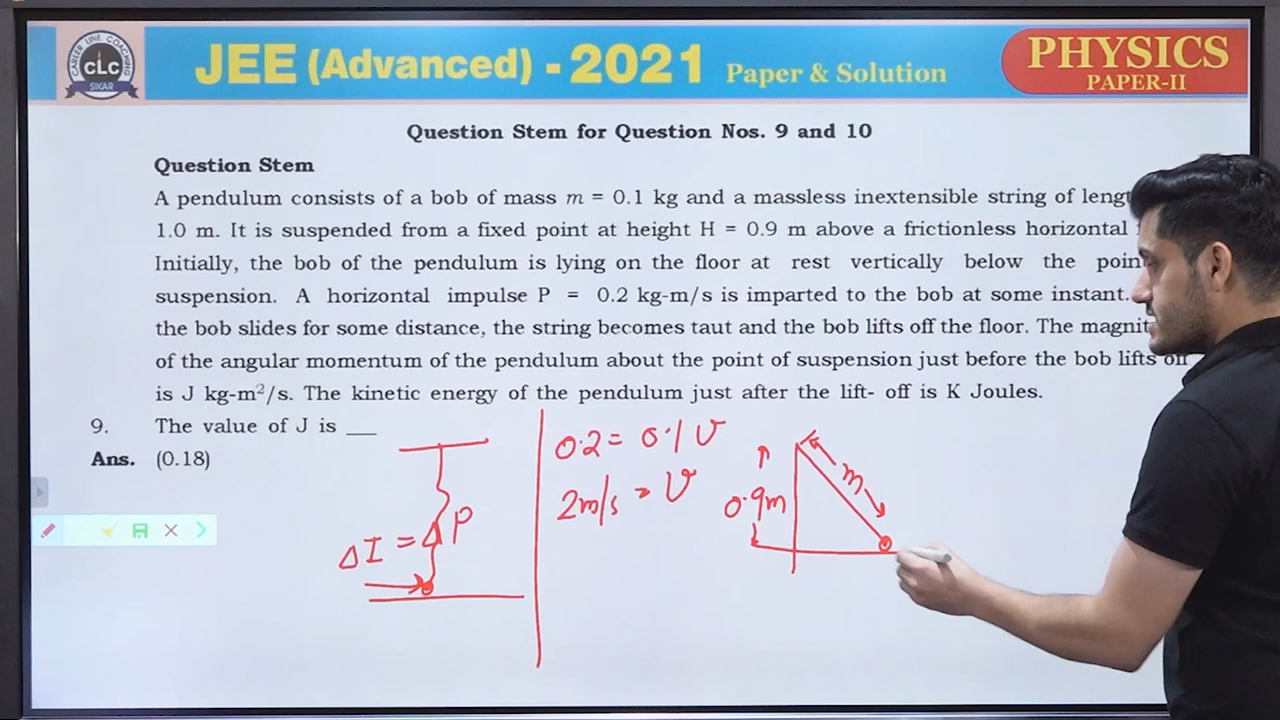 CAREER LINE COACHING
CLC
SIKAR
JEE (Advanced) - 2021 Paper & Solution
PHYSICS
PAPER-II
Question Stem for Question Nos. 9 and 10
Question Stem
A pendulum consists of a bob of mass m = 0.1 kg and a massless inextensible string of leng
1.0 m. It is suspended from a fixed point at height H = 0.9 m above a frictionless horizontal
Initially, the bob of the pendulum is lying on the floor at rest vertically below the poin
suspension. A horizontal impulse P = 0.2 kg-m/s is imparted to the bob at some instant.
the bob slides for some distance, the string becomes taut and the bob lifts off the floor. The magnit
of the angular momentum of the pendulum about the point of suspension just before the bob lifts off
is J kg-m²/s. The kinetic energy of the pendulum just after the lift- off is K Joules.
9. The value of J is ___
Ans. (0.18)
ΔI = ΔP
0.2 = 0.1 v
2m/s = v
0.9m
m